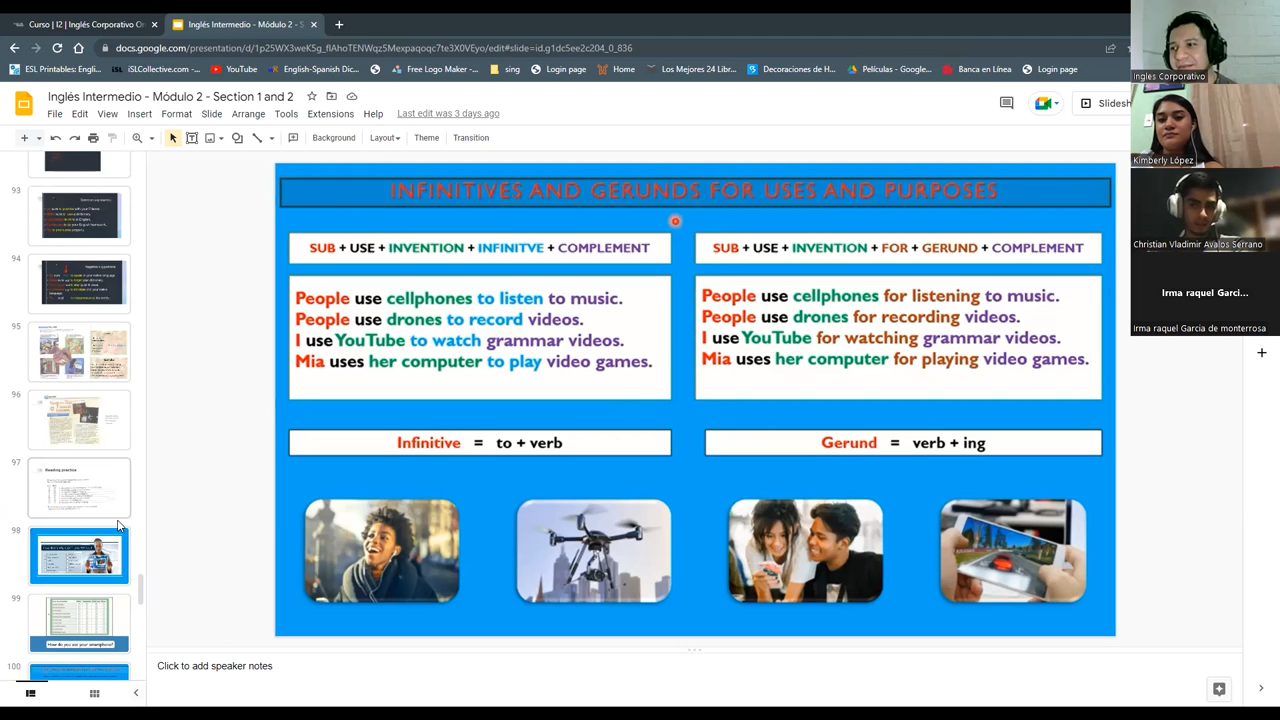 Curso | I2 | Inglés Corporativo On
Inglés Intermedio - Módulo 2 - S
docs.google.com/presentation/d/1p25WX3weK5g_flAhoTENWqz5Mexpaqoqc7te3X0VEyo/edit#slide=id.g1dc5ee2c204_0_836
ESL Printables: Engli...
iSLCollective.com -...
YouTube
English-Spanish Dic...
Login page
Free Logo Maker -...
sing
Login page
Home
Los Mejores 24 Libr...
Decoraciones de H...
Películas - Google...
Banca en Línea
Login page
Inglés Intermedio - Módulo 2 - Section 1 and 2
File Edit View Insert Format Slide Arrange Tools Extensions Help Last edit was 3 days ago
Slidesh
Background Layout Theme Transition
93
94
95
96
97
Reading practice
98
99
How do you use your smartphone?
100
INFINITIVES AND GERUNDS FOR USES AND PURPOSES
SUB + USE + INVENTION + INFINITVE + COMPLEMENT
People use cellphones to listen to music.
People use drones to record videos.
I use YouTube to watch grammar videos.
Mia uses her computer to play video games.
Infinitive = to + verb
SUB + USE + INVENTION + FOR + GERUND + COMPLEMENT
People use cellphones for listening to music.
People use drones for recording videos.
I use YouTube for watching grammar videos.
Mia uses her computer for playing video games.
Gerund = verb + ing
Click to add speaker notes
Ingles Corporativo
Kimberly López
Christian Vladimir Avalos Serrano
Irma raquel Garci...
Irma raquel Garcia de monterrosa